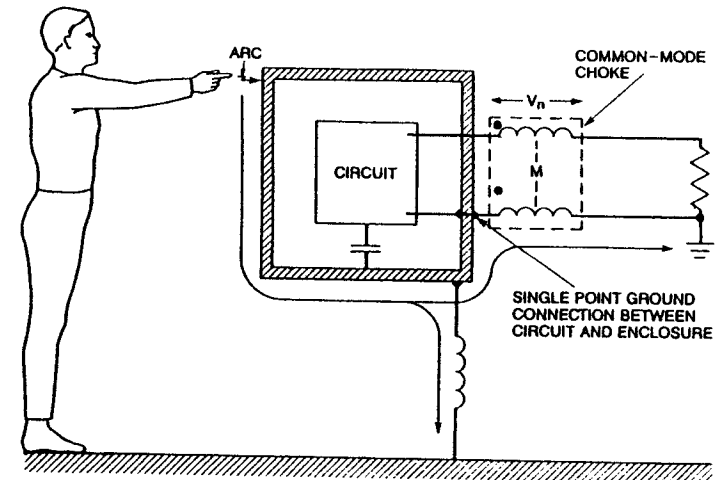 ARC
COMMON-MODE
CHOKE
Vn
CIRCUIT
M
SINGLE POINT GROUND
CONNECTION BETWEEN
CIRCUIT AND ENCLOSURE